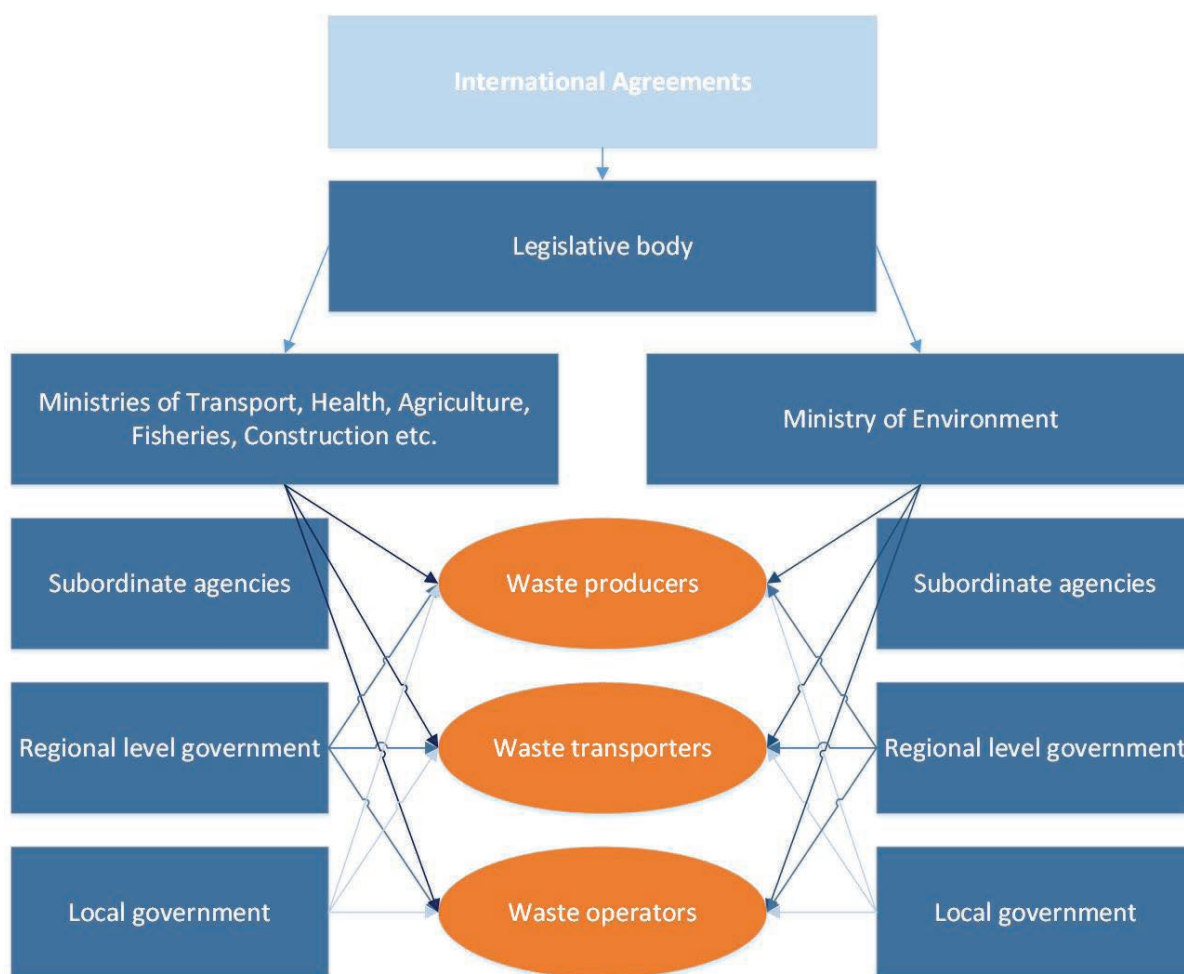 International Agreements
Legislative body
Ministries of Transport, Health, Agriculture,
Fisheries, Construction etc.
Ministry of Environment
Subordinate agencies
Waste producers
Subordinate agencies
Regional level government
Waste transporters
Regional level government
Local government
Waste operators
Local government